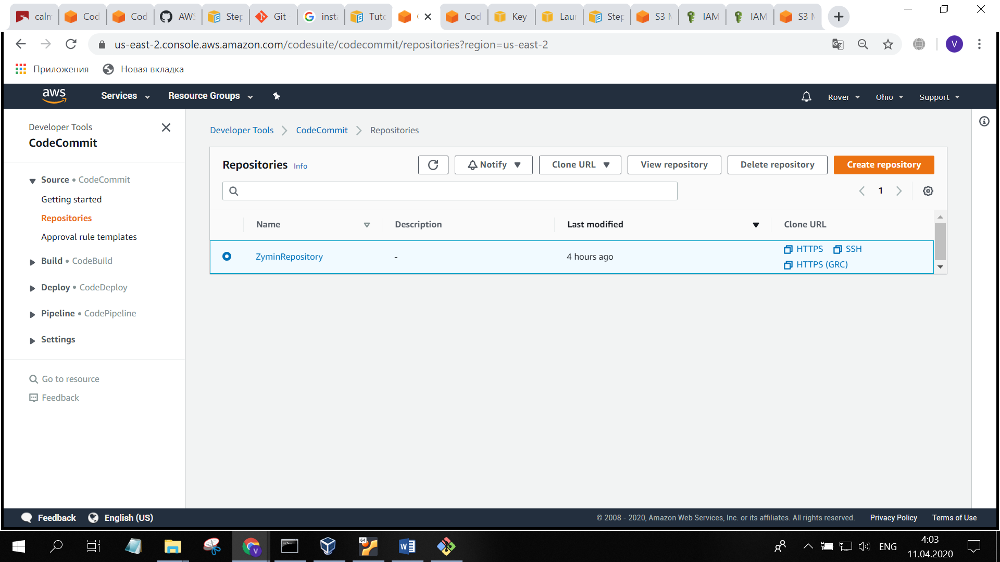 calm Cod Cod AWS Step Git - insta Tuto Cod Key Laun Step S3 M IAM IAM S3 M
us-east-2.console.aws.amazon.com/codesuite/codecommit/repositories?region=us-east-2 V
Приложения Новая вкладка
aws Services Resource Groups Rover Ohio Support
Developer Tools
CodeCommit
Source • CodeCommit
Getting started
Repositories
Approval rule templates
Build • CodeBuild
Deploy • CodeDeploy
Pipeline • CodePipeline
Settings
Go to resource
Feedback
Developer Tools CodeCommit Repositories
Repositories Info Notify Clone URL View repository Delete repository Create repository
1
Name Description Last modified Clone URL
ZyminRepository - 4 hours ago HTTPS SSH
HTTPS (GRC)
Feedback English (US) © 2008 - 2020, Amazon Web Services, Inc. or its affiliates. All rights reserved. Privacy Policy Terms of Use
64 ENG 4:03
11.04.2020